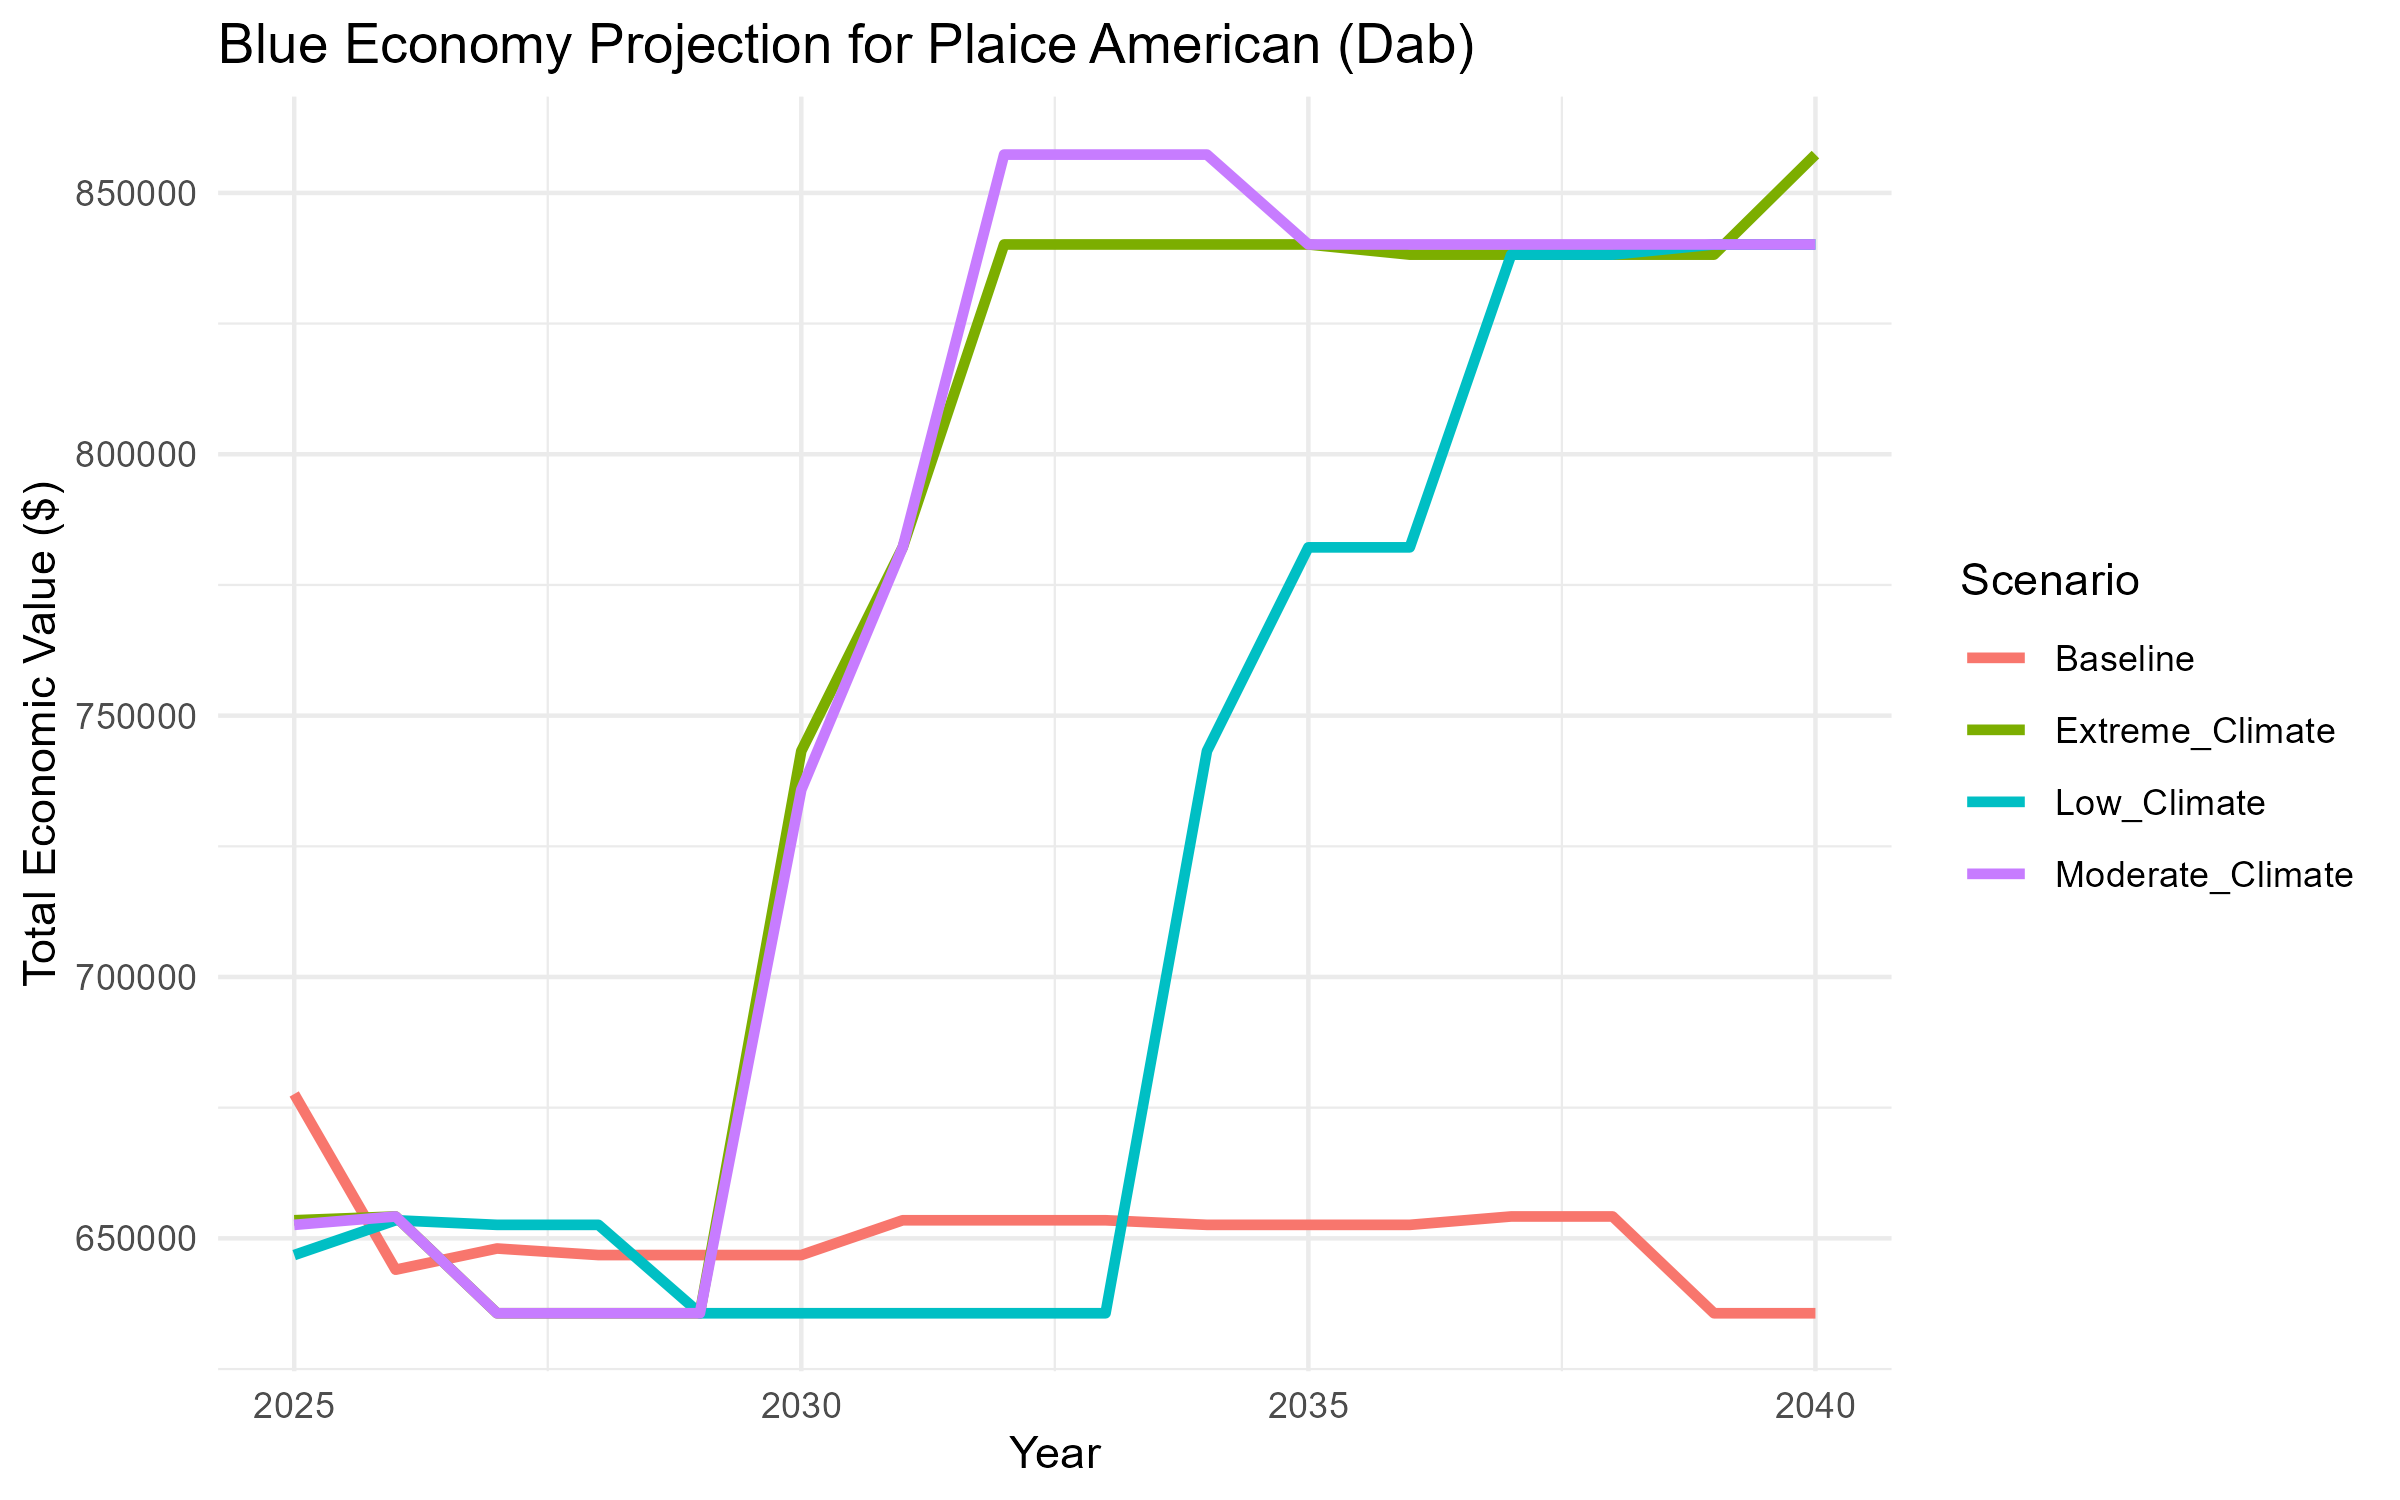 Blue Economy Projection for Plaice American (Dab)
Total Economic Value ($)
850000
800000
750000
700000
650000
2025
2030
2035
2040
Year
Scenario
Baseline
Extreme_Climate
Low_Climate
Moderate_Climate